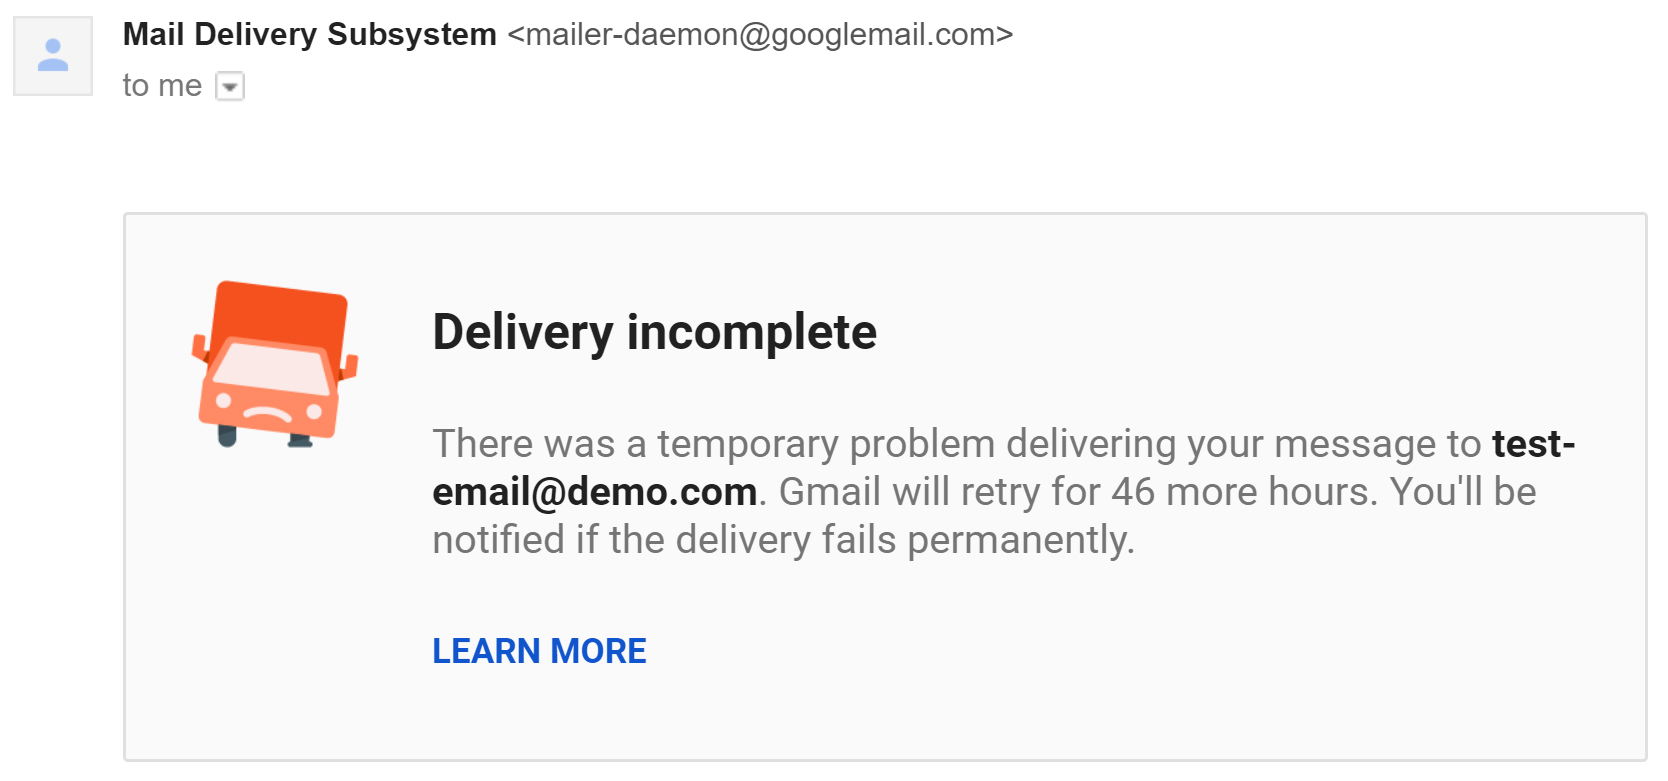 Mail Delivery Subsystem <mailer-daemon@googlemail.com>
to me
Delivery incomplete
There was a temporary problem delivering your message to test-
email@demo.com. Gmail will retry for 46 more hours. You'll be
notified if the delivery fails permanently.
LEARN MORE